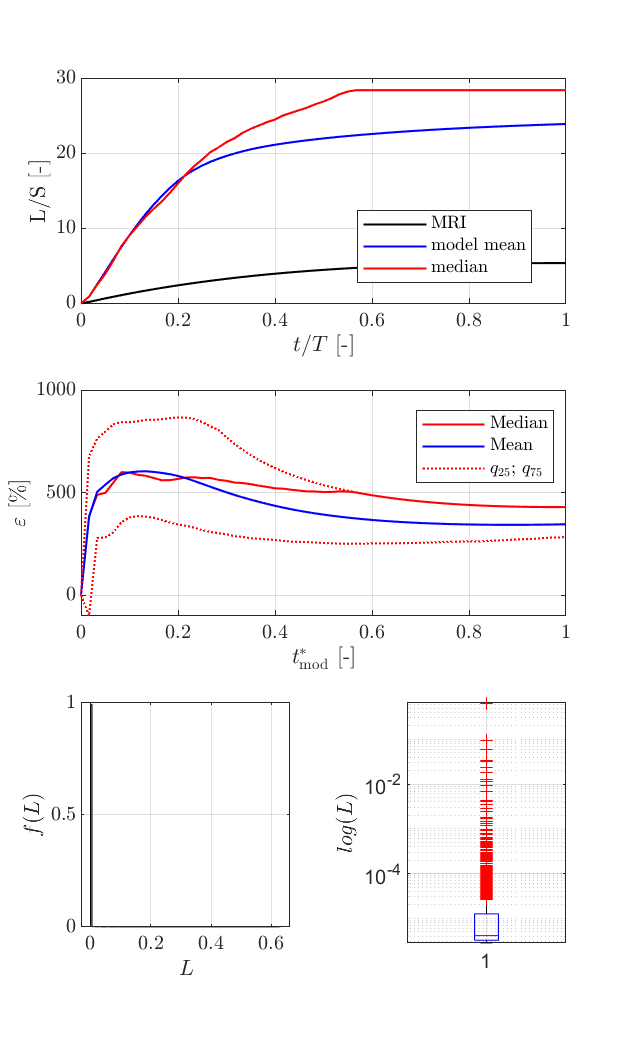 30
20
10
0
L/S [-]
MRI
model mean
median
0 0.2 0.4 0.6 0.8 1
t/T [-]
1000
500
0
ε [%]
Median
Mean
q25; q75
0 0.2 0.4 0.6 0.8 1
t*mod [-]
1
0.5
0
f(L)
0 0.2 0.4 0.6
L
10-2
10-4
log(L)
1